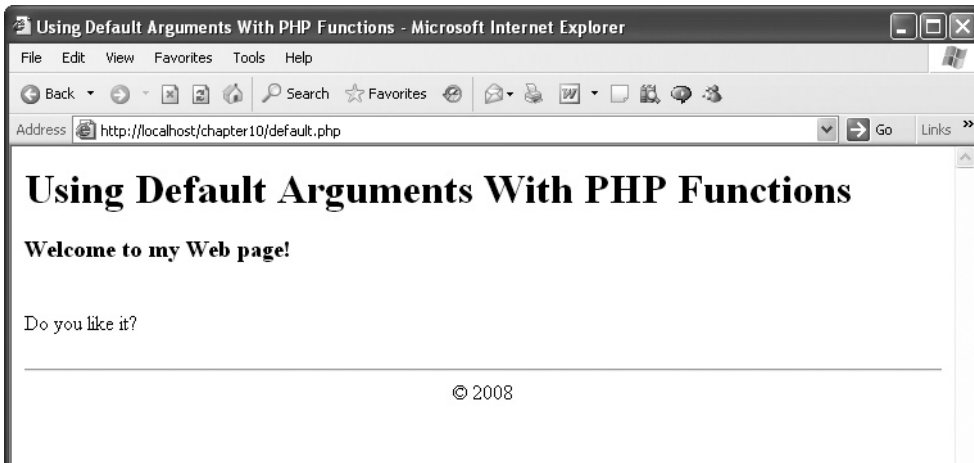 Using Default Arguments With PHP Functions - Microsoft Internet Explorer
File Edit View Favorites Tools Help
Back Search Favorites
Address http://localhost/chapter10/default.php Go Links »
Using Default Arguments With PHP Functions
Welcome to my Web page!
Do you like it?
© 2008